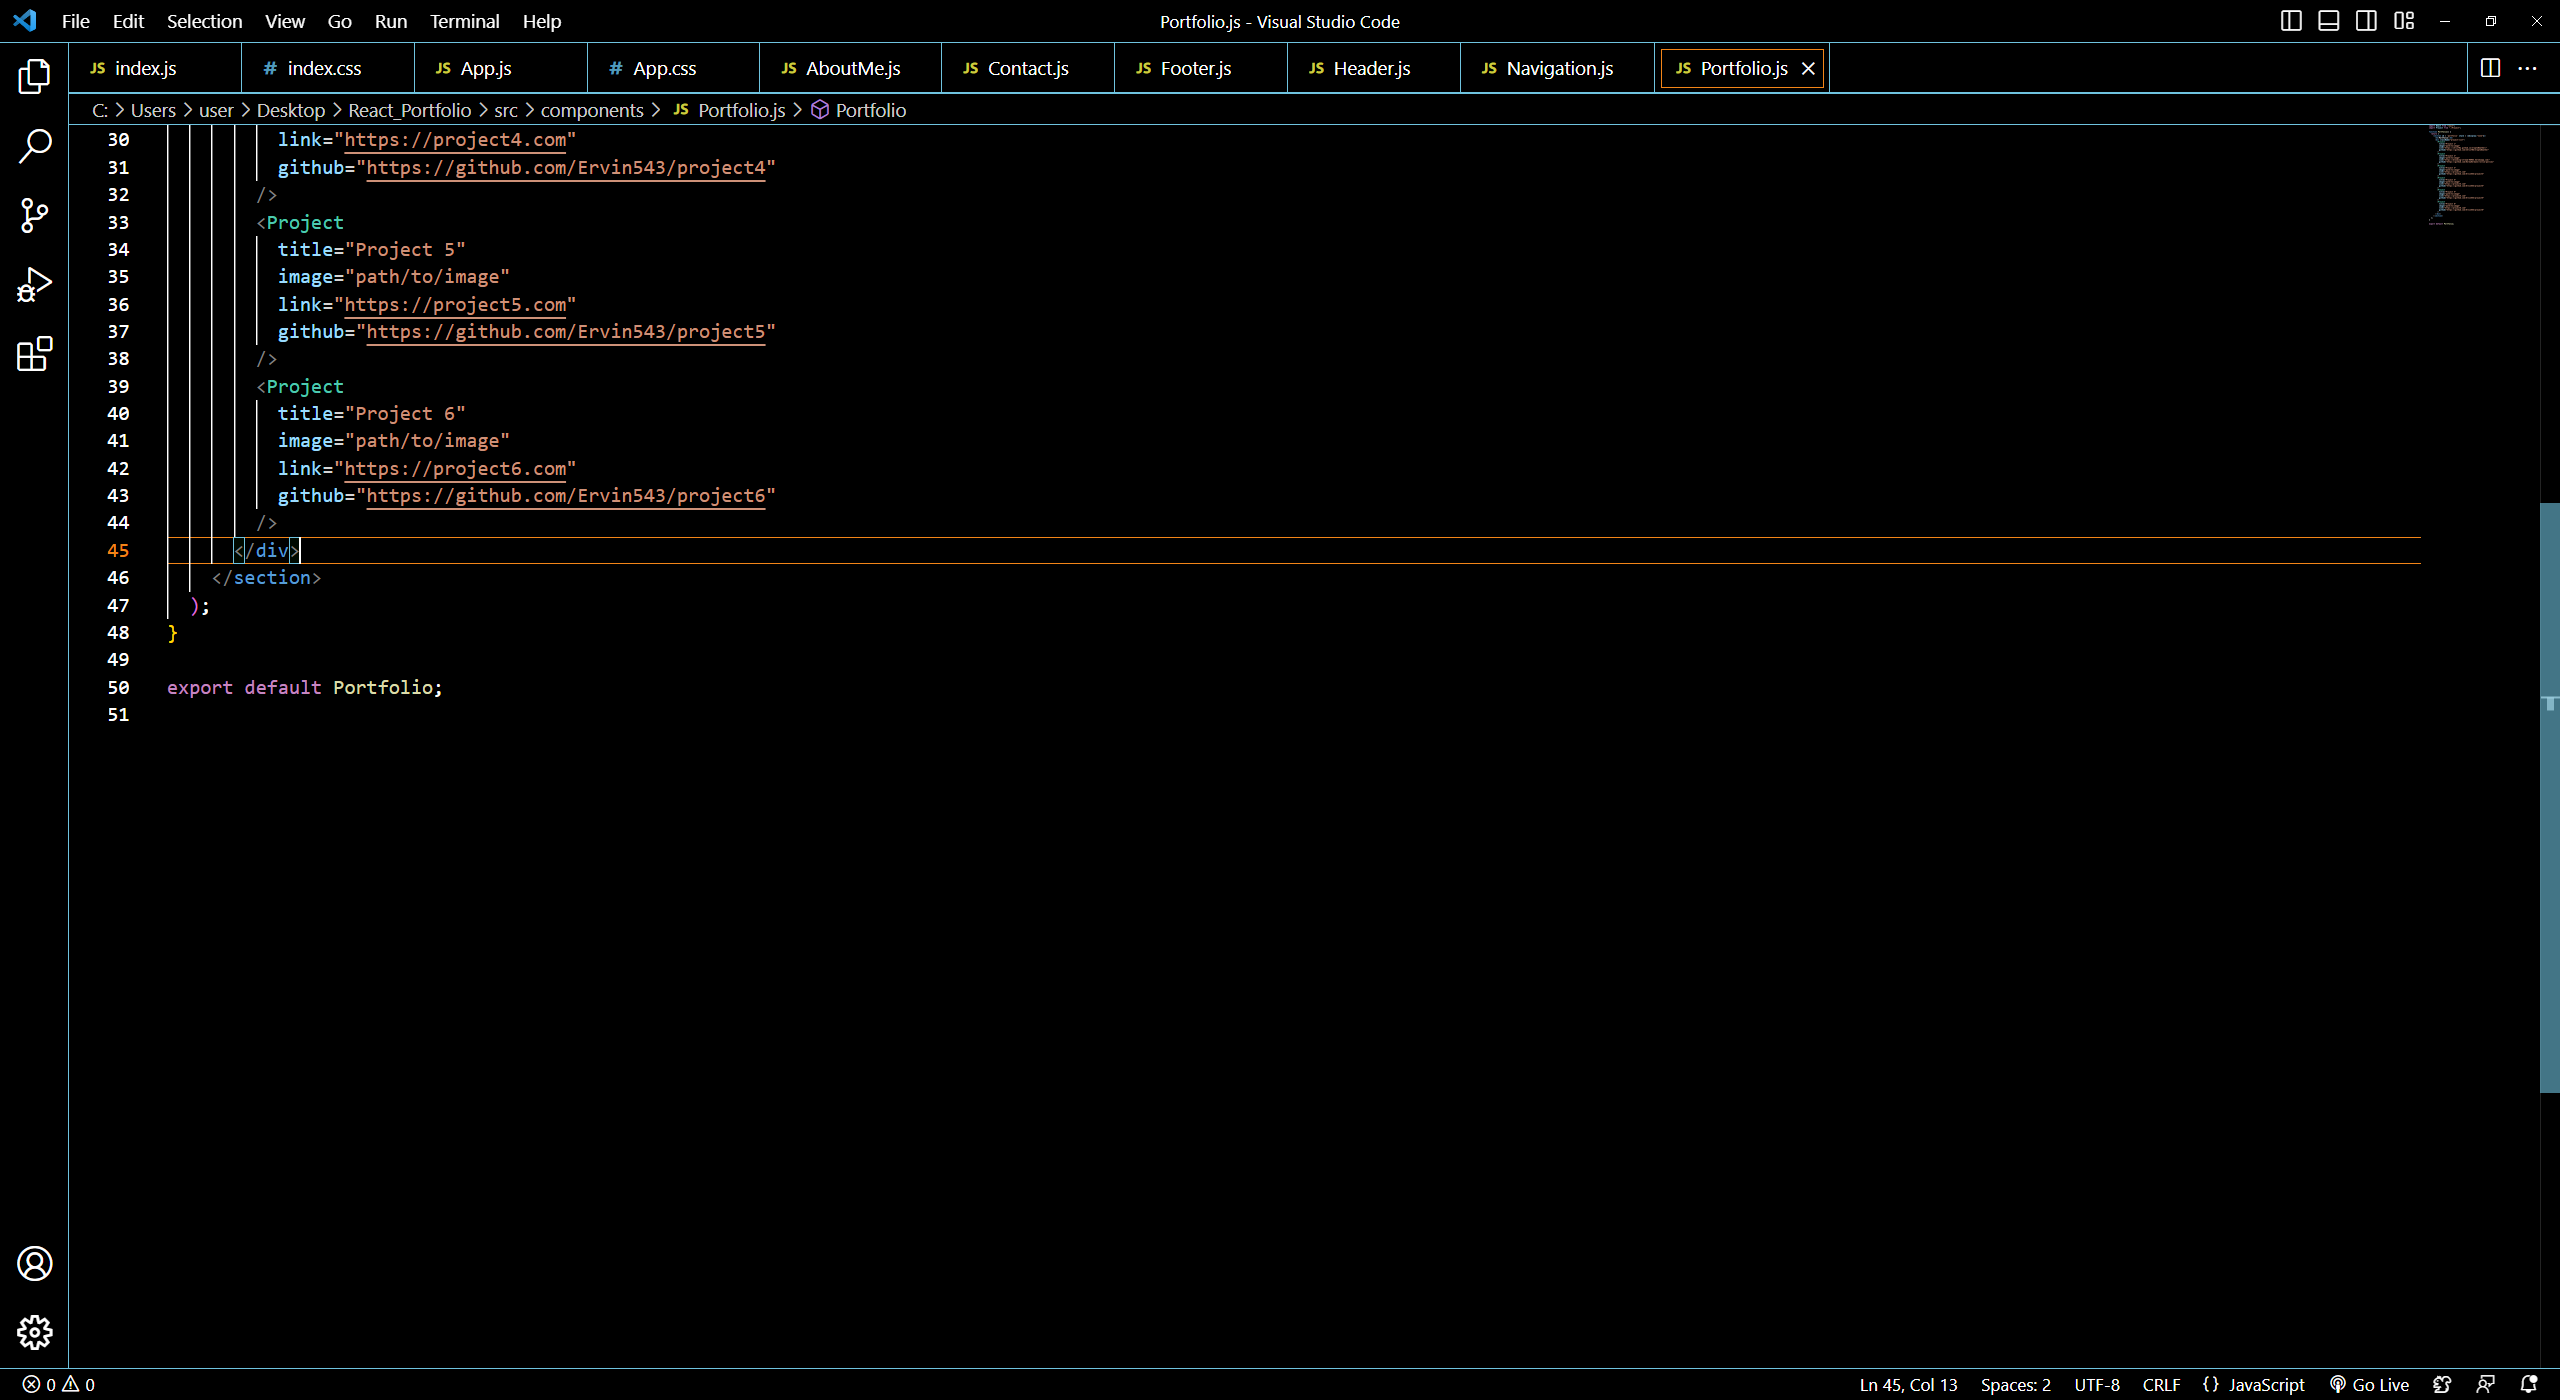 File Edit Selection View Go Run Terminal Help Portfolio.js - Visual Studio Code
JS index.js # index.css JS App.js # App.css JS AboutMe.js JS Contact.js JS Footer.js JS Header.js JS Navigation.js JS Portfolio.js
C: > Users > user > Desktop > React_Portfolio > src > components > JS Portfolio.js > Portfolio
30 link="https://project4.com"
31 github="https://github.com/Ervin543/project4"
32 />
33 <Project
34 title="Project 5"
35 image="path/to/image"
36 link="https://project5.com"
37 github="https://github.com/Ervin543/project5"
38 />
39 <Project
40 title="Project 6"
41 image="path/to/image"
42 link="https://project6.com"
43 github="https://github.com/Ervin543/project6"
44 />
45 </div>
46 </section>
47 );
48 }
49
50 export default Portfolio;
51
0 0 Ln 45, Col 13 Spaces: 2 UTF-8 CRLF {} JavaScript Go Live